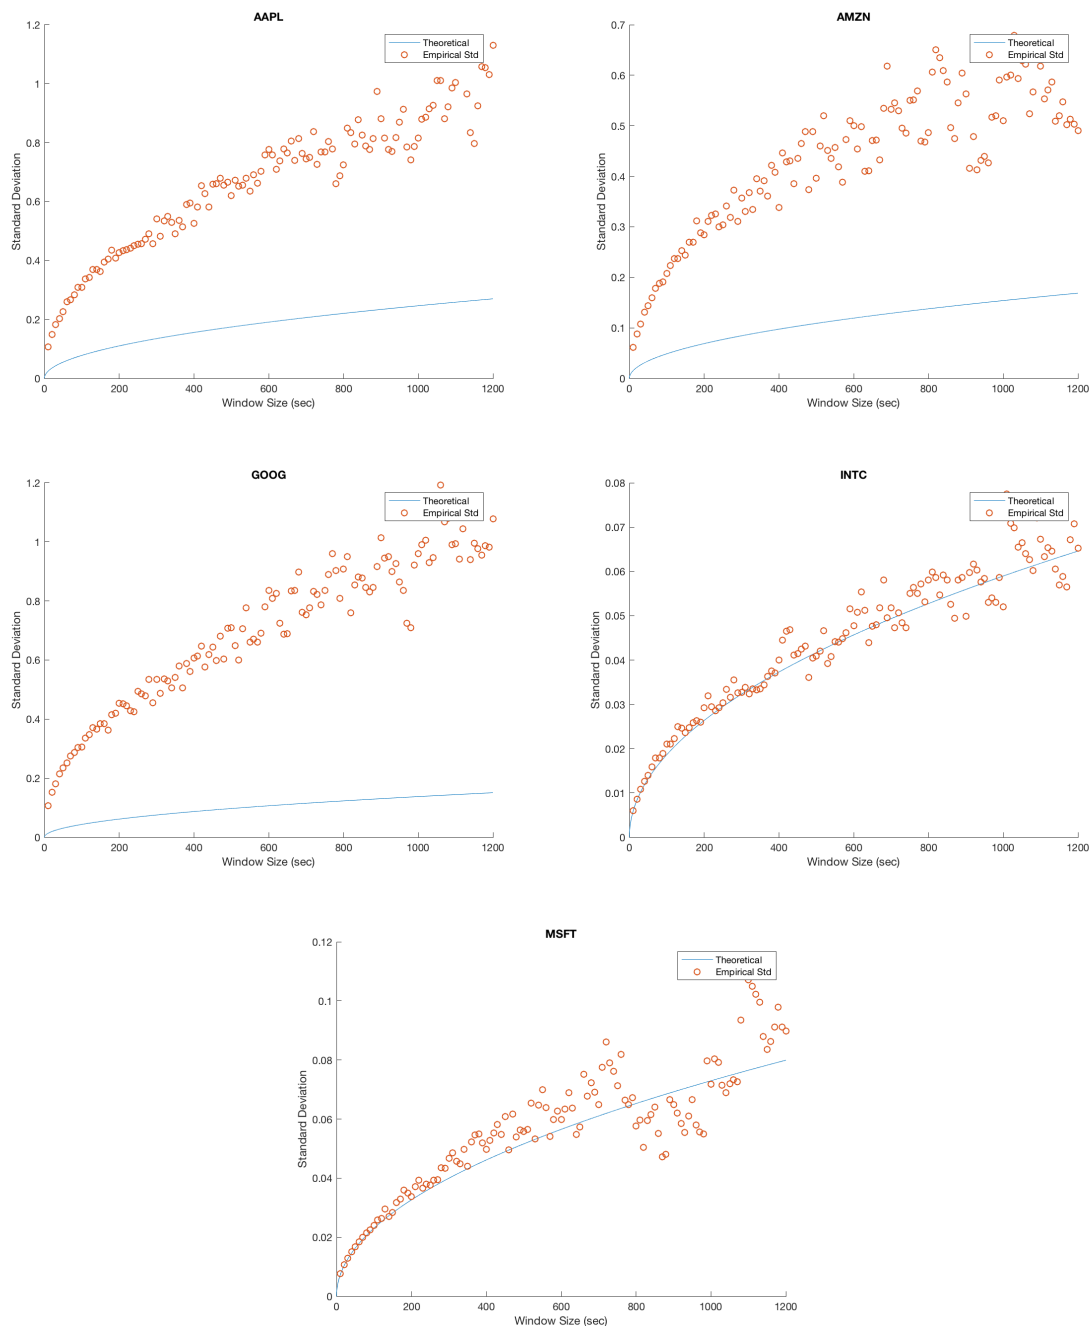 AAPL
1.2
1
0.8
0.6
0.4
0.2
0
Standard Deviation
Theoretical
Empirical Std
0 200 400 600 800 1000 1200
Window Size (sec)
AMZN
0.7
0.6
0.5
0.4
0.3
0.2
0.1
0
Standard Deviation
Theoretical
Empirical Std
0 200 400 600 800 1000 1200
Window Size (sec)
GOOG
1.2
1
0.8
0.6
0.4
0.2
0
Standard Deviation
Theoretical
Empirical Std
0 200 400 600 800 1000 1200
Window Size (sec)
INTC
0.08
0.07
0.06
0.05
0.04
0.03
0.02
0.01
0
Standard Deviation
Theoretical
Empirical Std
0 200 400 600 800 1000 1200
Window Size (sec)
MSFT
0.12
0.1
0.08
0.06
0.04
0.02
0
Standard Deviation
Theoretical
Empirical Std
0 200 400 600 800 1000 1200
Window Size (sec)